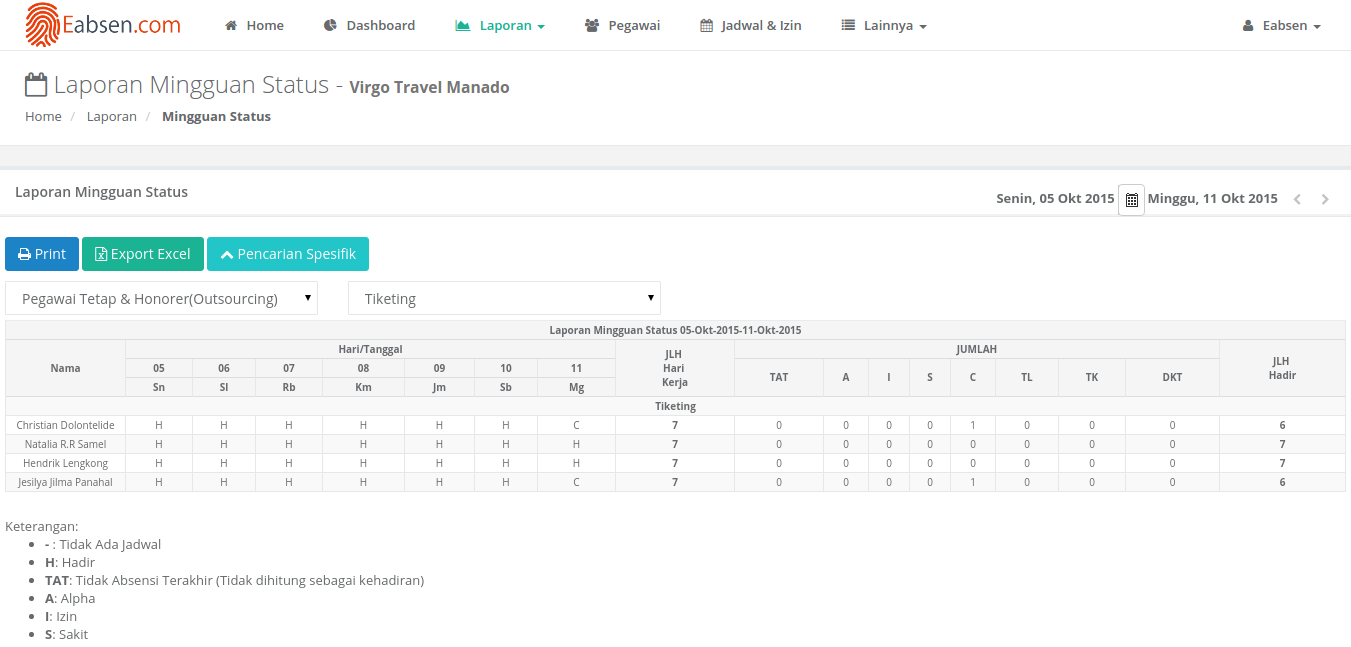 Eabsen.com Home Dashboard Laporan Pegawai Jadwal & Izin Lainnya Eabsen
Laporan Mingguan Status - Virgo Travel Manado
Home / Laporan / Mingguan Status
Laporan Mingguan Status
Senin, 05 Okt 2015 Minggu, 11 Okt 2015
Print Export Excel Pencarian Spesifik
Pegawai Tetap & Honorer(Outsourcing) Tiketing
Laporan Mingguan Status 05-Okt-2015-11-Okt-2015
Nama Hari/Tanggal JLH Hari Kerja JUMLAH JLH Hadir
05 06 07 08 09 10 11 TAT A I S C TL TK DKT
Sn Sl Rb Km Jm Sb Mg
Tiketing
Christian Dolontelide H H H H H H C 7 0 0 0 0 1 0 0 0 6
Natalia R.R Samel H H H H H H H 7 0 0 0 0 0 0 0 0 7
Hendrik Lengkong H H H H H H H 7 0 0 0 0 0 0 0 0 7
Jesilya Jilma Panahal H H H H H H C 7 0 0 0 0 1 0 0 0 6
Keterangan:
- : Tidak Ada Jadwal
H: Hadir
TAT: Tidak Absensi Terakhir (Tidak dihitung sebagai kehadiran)
A: Alpha
I: Izin
S: Sakit